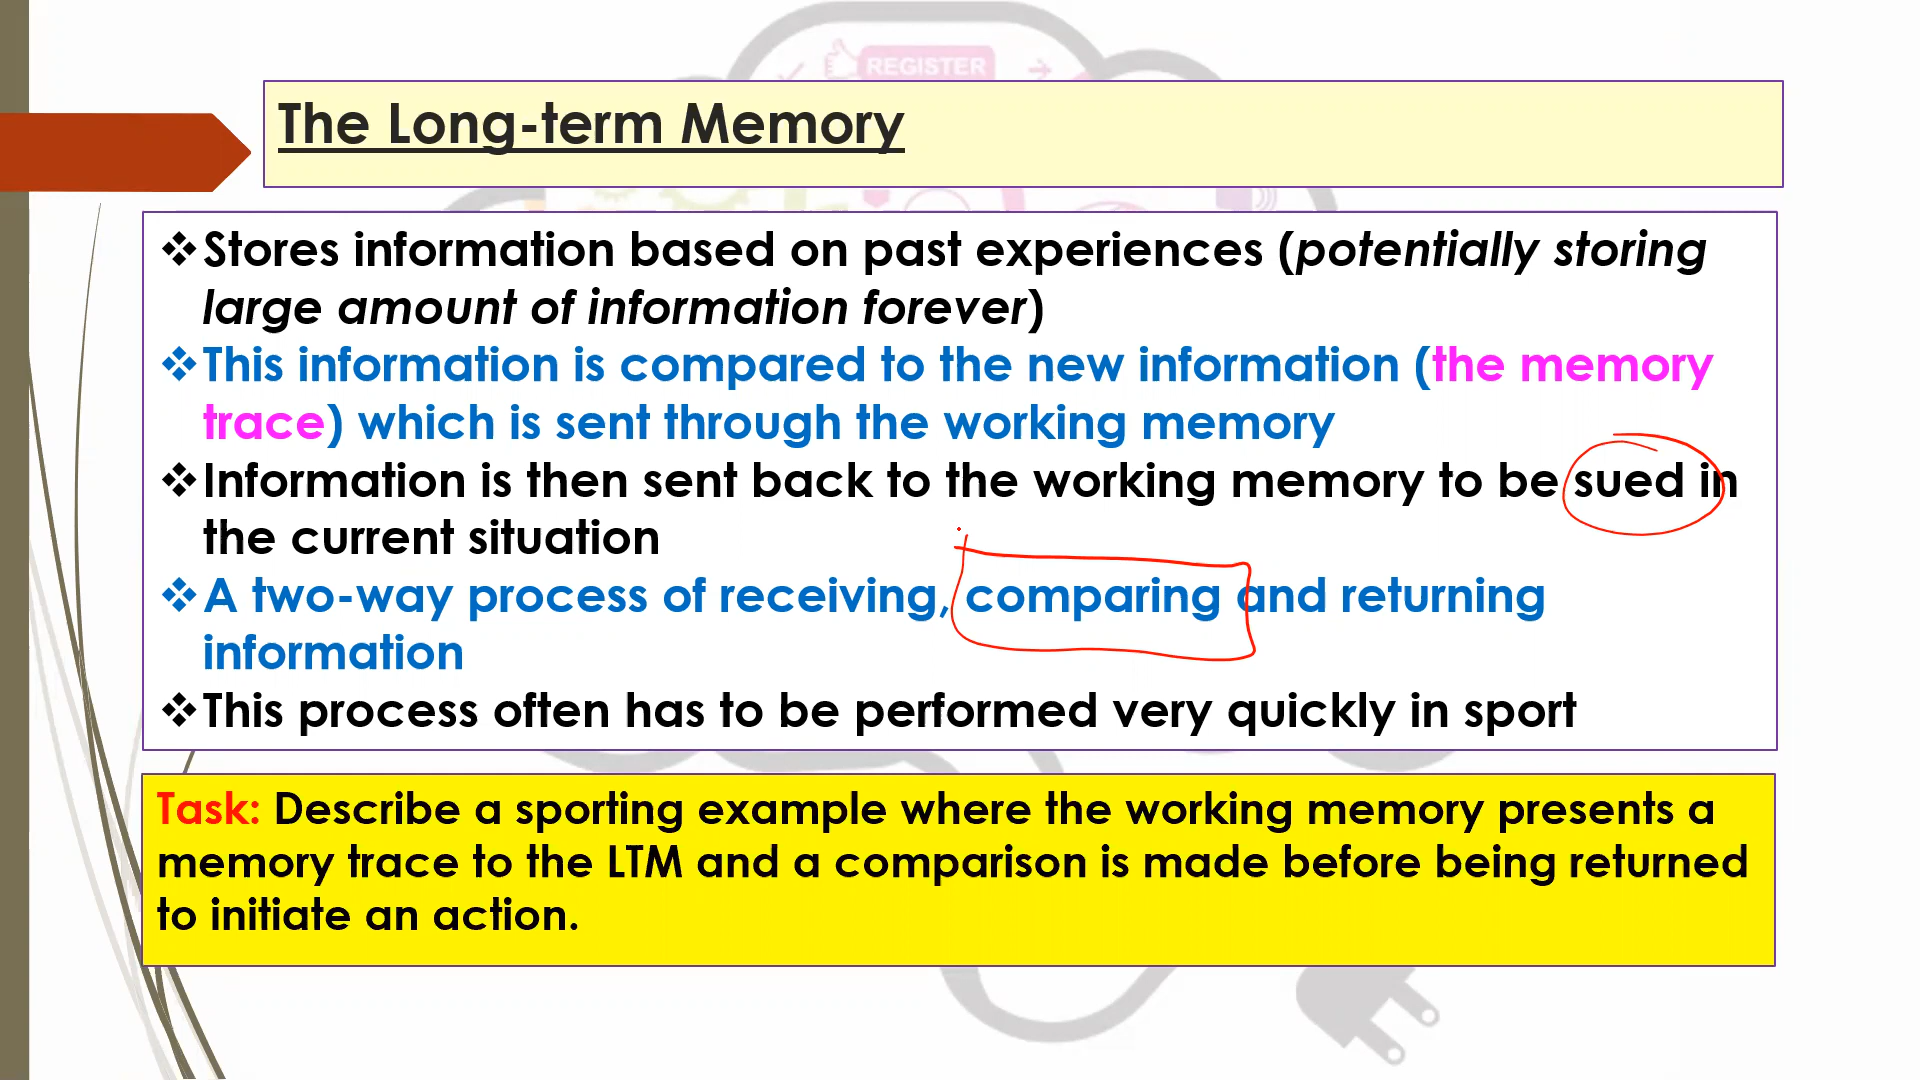 REGISTER
The Long-term Memory
❖Stores information based on past experiences (potentially storing
large amount of information forever)
❖This information is compared to the new information (the memory
trace) which is sent through the working memory
❖Information is then sent back to the working memory to be sued in
the current situation
❖A two-way process of receiving, comparing and returning
information
❖This process often has to be performed very quickly in sport
Task: Describe a sporting example where the working memory presents a
memory trace to the LTM and a comparison is made before being returned
to initiate an action.